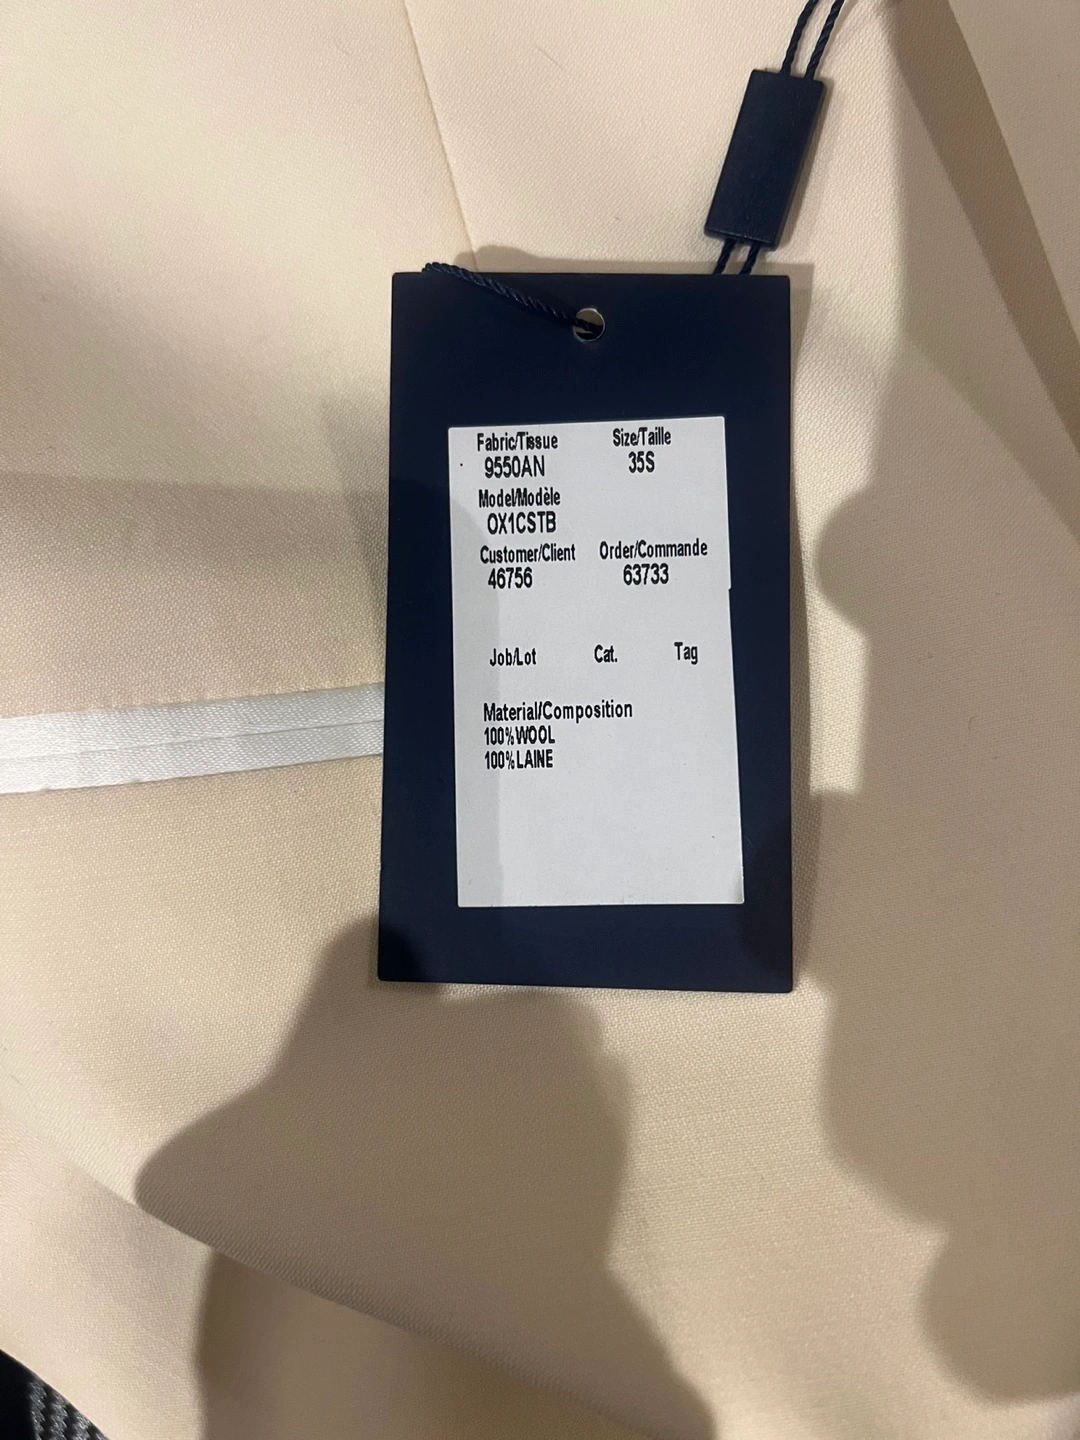 Fabric/Tissue Size/Taille
9550AN 35S
Model/Modèle
OX1CSTB
Customer/Client Order/Commande
46756 63733
Job/Lot Cat. Tag
Material/Composition
100%WOOL
100%LAINE